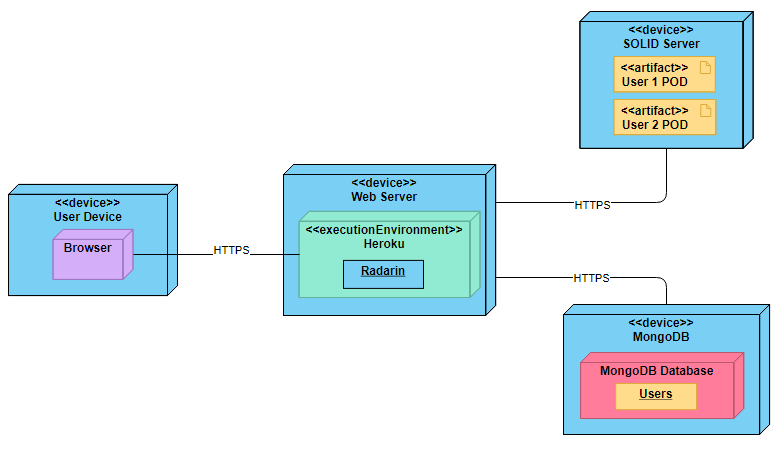 <<device>>
SOLID Server
<<artifact>>
User 1 POD
<<artifact>>
User 2 POD
<<device>>
User Device
Browser
HTTPS
<<device>>
Web Server
<<executionEnvironment>>
Heroku
Radarin
HTTPS
HTTPS
<<device>>
MongoDB
MongoDB Database
Users